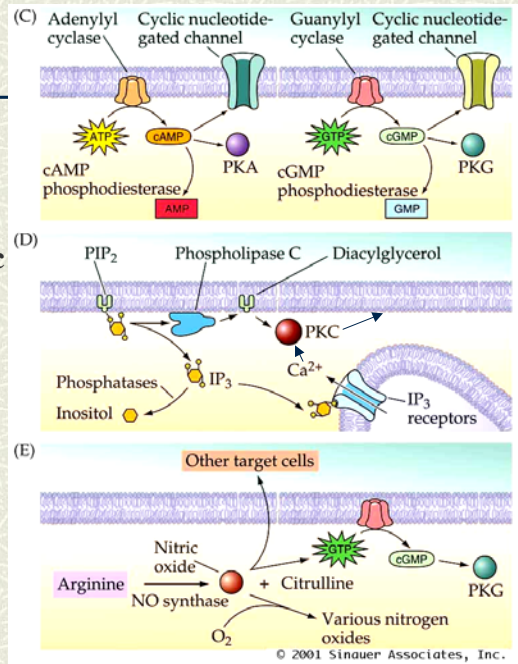 (C)
Adenylyl
cyclase
Cyclic nucleotide-
gated channel
Guanylyl
cyclase
Cyclic nucleotide-
gated channel
ATP
cAMP
PKA
cAMP
phosphodiesterase
AMP
GTP
cGMP
PKG
cGMP
phosphodiesterase
GMP
c
(D)
PIP2
Phospholipase C
Diacylglycerol
PKC
Ca2+
IP3
Phosphatases
Inositol
IP3
receptors
(E)
Other target cells
Nitric
oxide
Arginine
NO synthase
+ Citrulline
GTP
cGMP
PKG
O2
Various nitrogen
oxides
© 2001 Sinauer Associates, Inc.